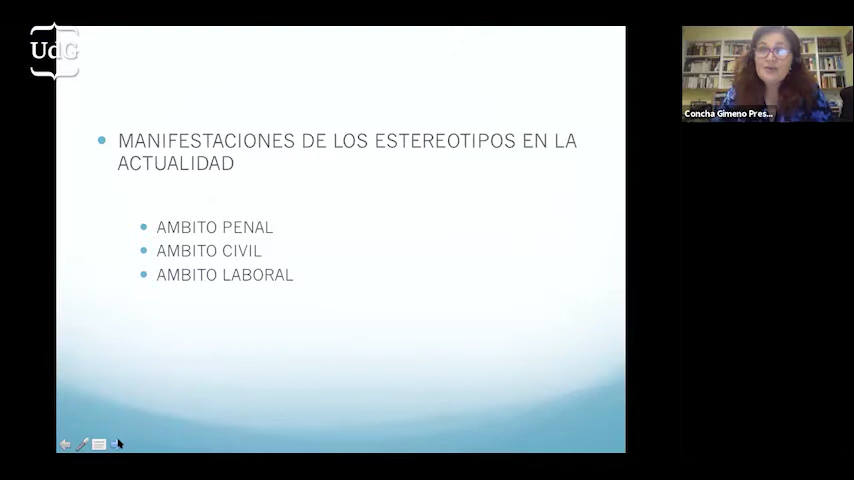 UdG
MANIFESTACIONES DE LOS ESTEREOTIPOS EN LA
ACTUALIDAD
AMBITO PENAL
AMBITO CIVIL
AMBITO LABORAL
Concha Gimeno Pres...